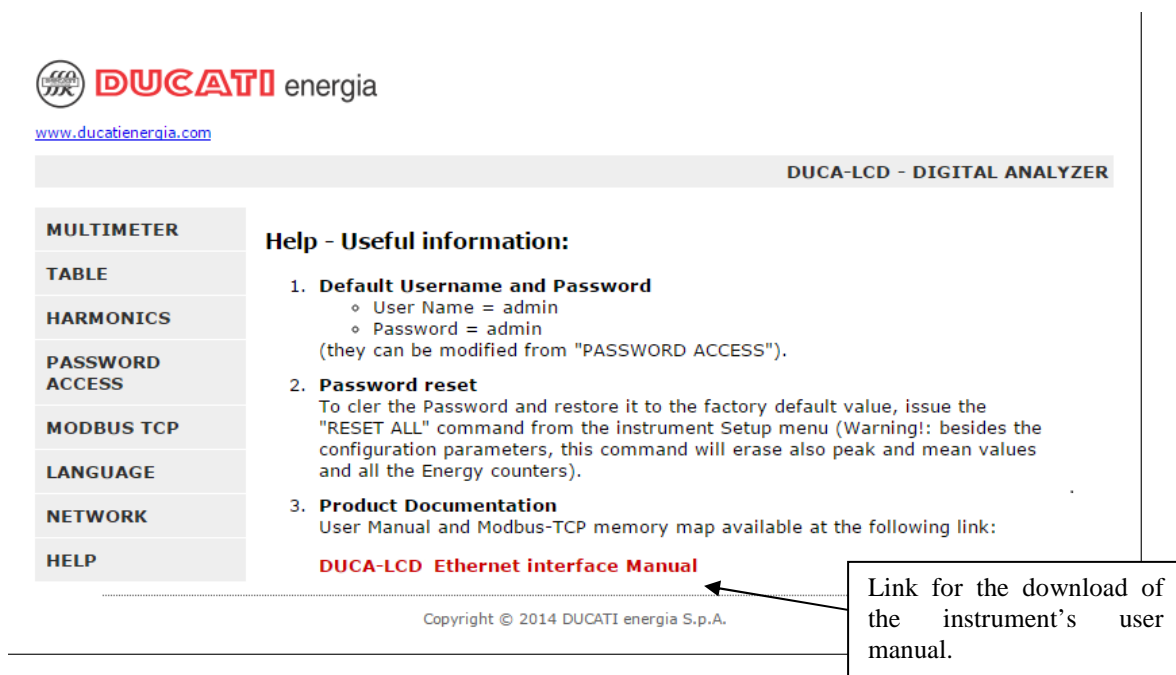 DUCATI energia
www.ducatienergia.com
DUCA-LCD - DIGITAL ANALYZER
MULTIMETER
TABLE
HARMONICS
PASSWORD
ACCESS
MODBUS TCP
LANGUAGE
NETWORK
HELP
Help - Useful information:
1. Default Username and Password
◦ User Name = admin
◦ Password = admin
(they can be modified from "PASSWORD ACCESS").
2. Password reset
To cler the Password and restore it to the factory default value, issue the
"RESET ALL" command from the instrument Setup menu (Warning!: besides the
configuration parameters, this command will erase also peak and mean values
and all the Energy counters).
3. Product Documentation
User Manual and Modbus-TCP memory map available at the following link:
DUCA-LCD Ethernet interface Manual
Link for the download of
the instrument's user
manual.
Copyright © 2014 DUCATI energia S.p.A.